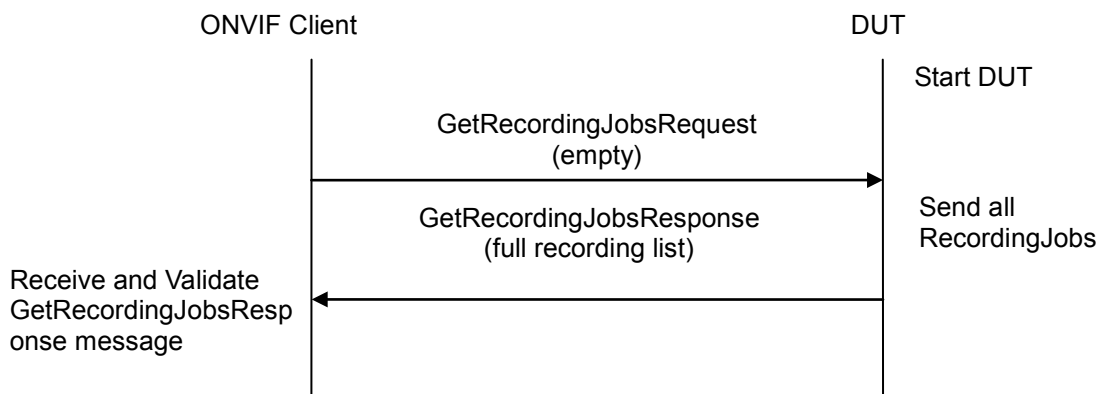 ONVIF Client
DUT
Start DUT
GetRecordingJobsRequest
(empty)
GetRecordingJobsResponse
(full recording list)
Send all
RecordingJobs
Receive and Validate
GetRecordingJobsResp
onse message